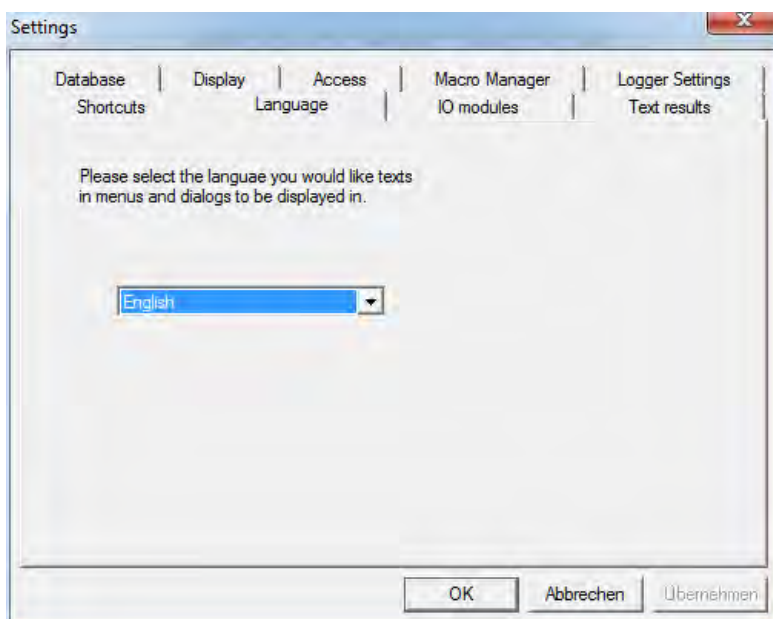 Settings
Database Display Access Macro Manager Logger Settings
Shortcuts Language IO modules Text results
Please select the languae you would like texts
in menus and dialogs to be displayed in.
English
OK Abbrechen Übernehmen